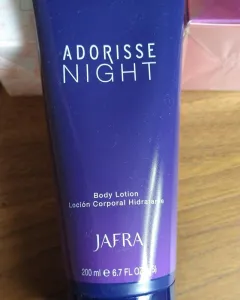 ADORISSE
NIGHT
Body Lotion
Loción Corporal Hidratante
JAFRA
200 ml e 6.7 FL OZ